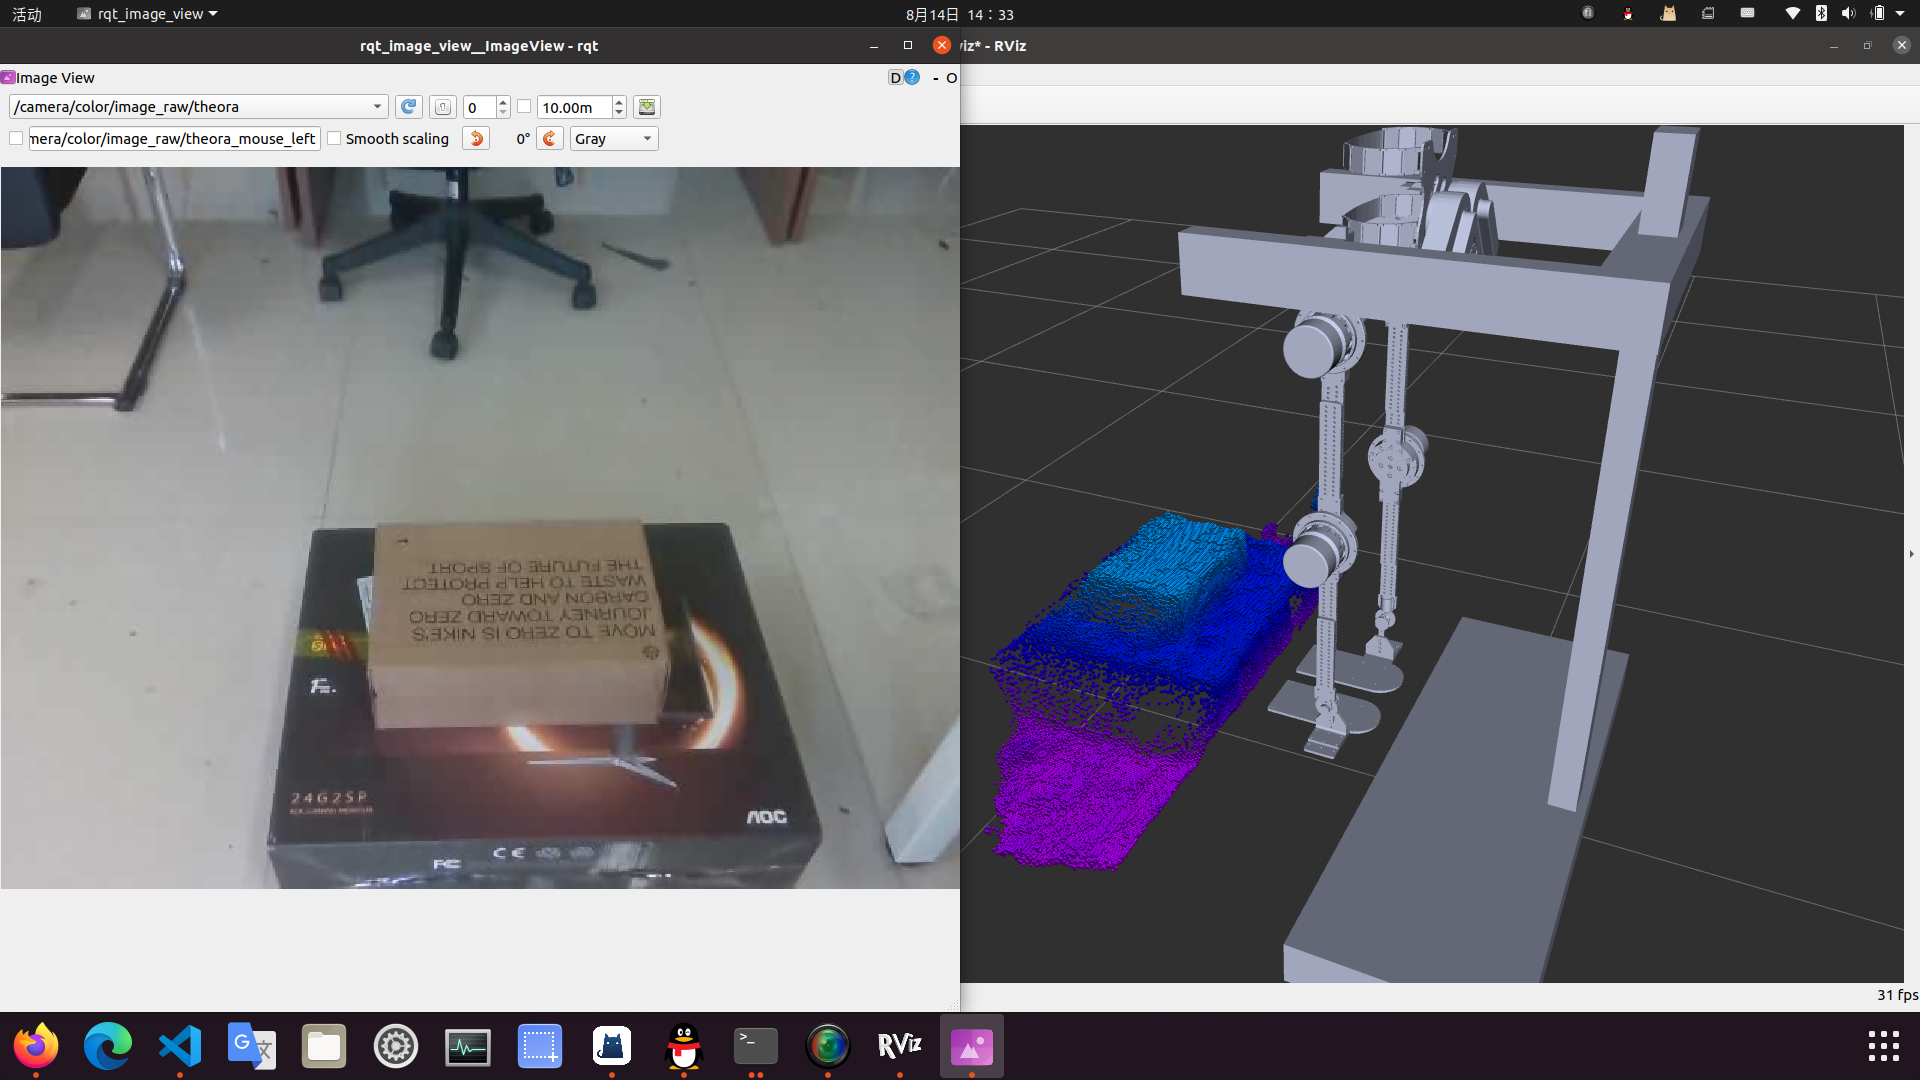 活动
rqt_image_view
8月14日 14：33
rqt_image_view__ImageView - rqt
viz* - RViz
Image View
D
?
- O
/camera/color/image_raw/theora
0
10.00m
mera/color/image_raw/theora_mouse_left
Smooth scaling
0°
Gray
THE FUTURE OF SPORT
WASTE TO HELP PROTECT
CARBON AND ZERO
JOURNEY TOWARD ZERO
MOVE TO ZERO IS NIKE'S
24G2SP
AOC
FC CE
31 fps
G 文
>_
RViz